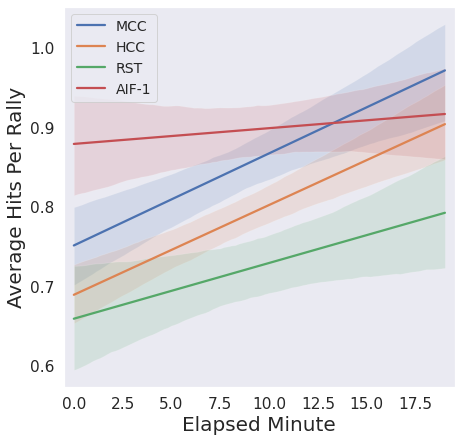 MCC
HCC
RST
AIF-1
1.0
0.9
0.8
0.7
0.6
Average Hits Per Rally
0.0 2.5 5.0 7.5 10.0 12.5 15.0 17.5
Elapsed Minute